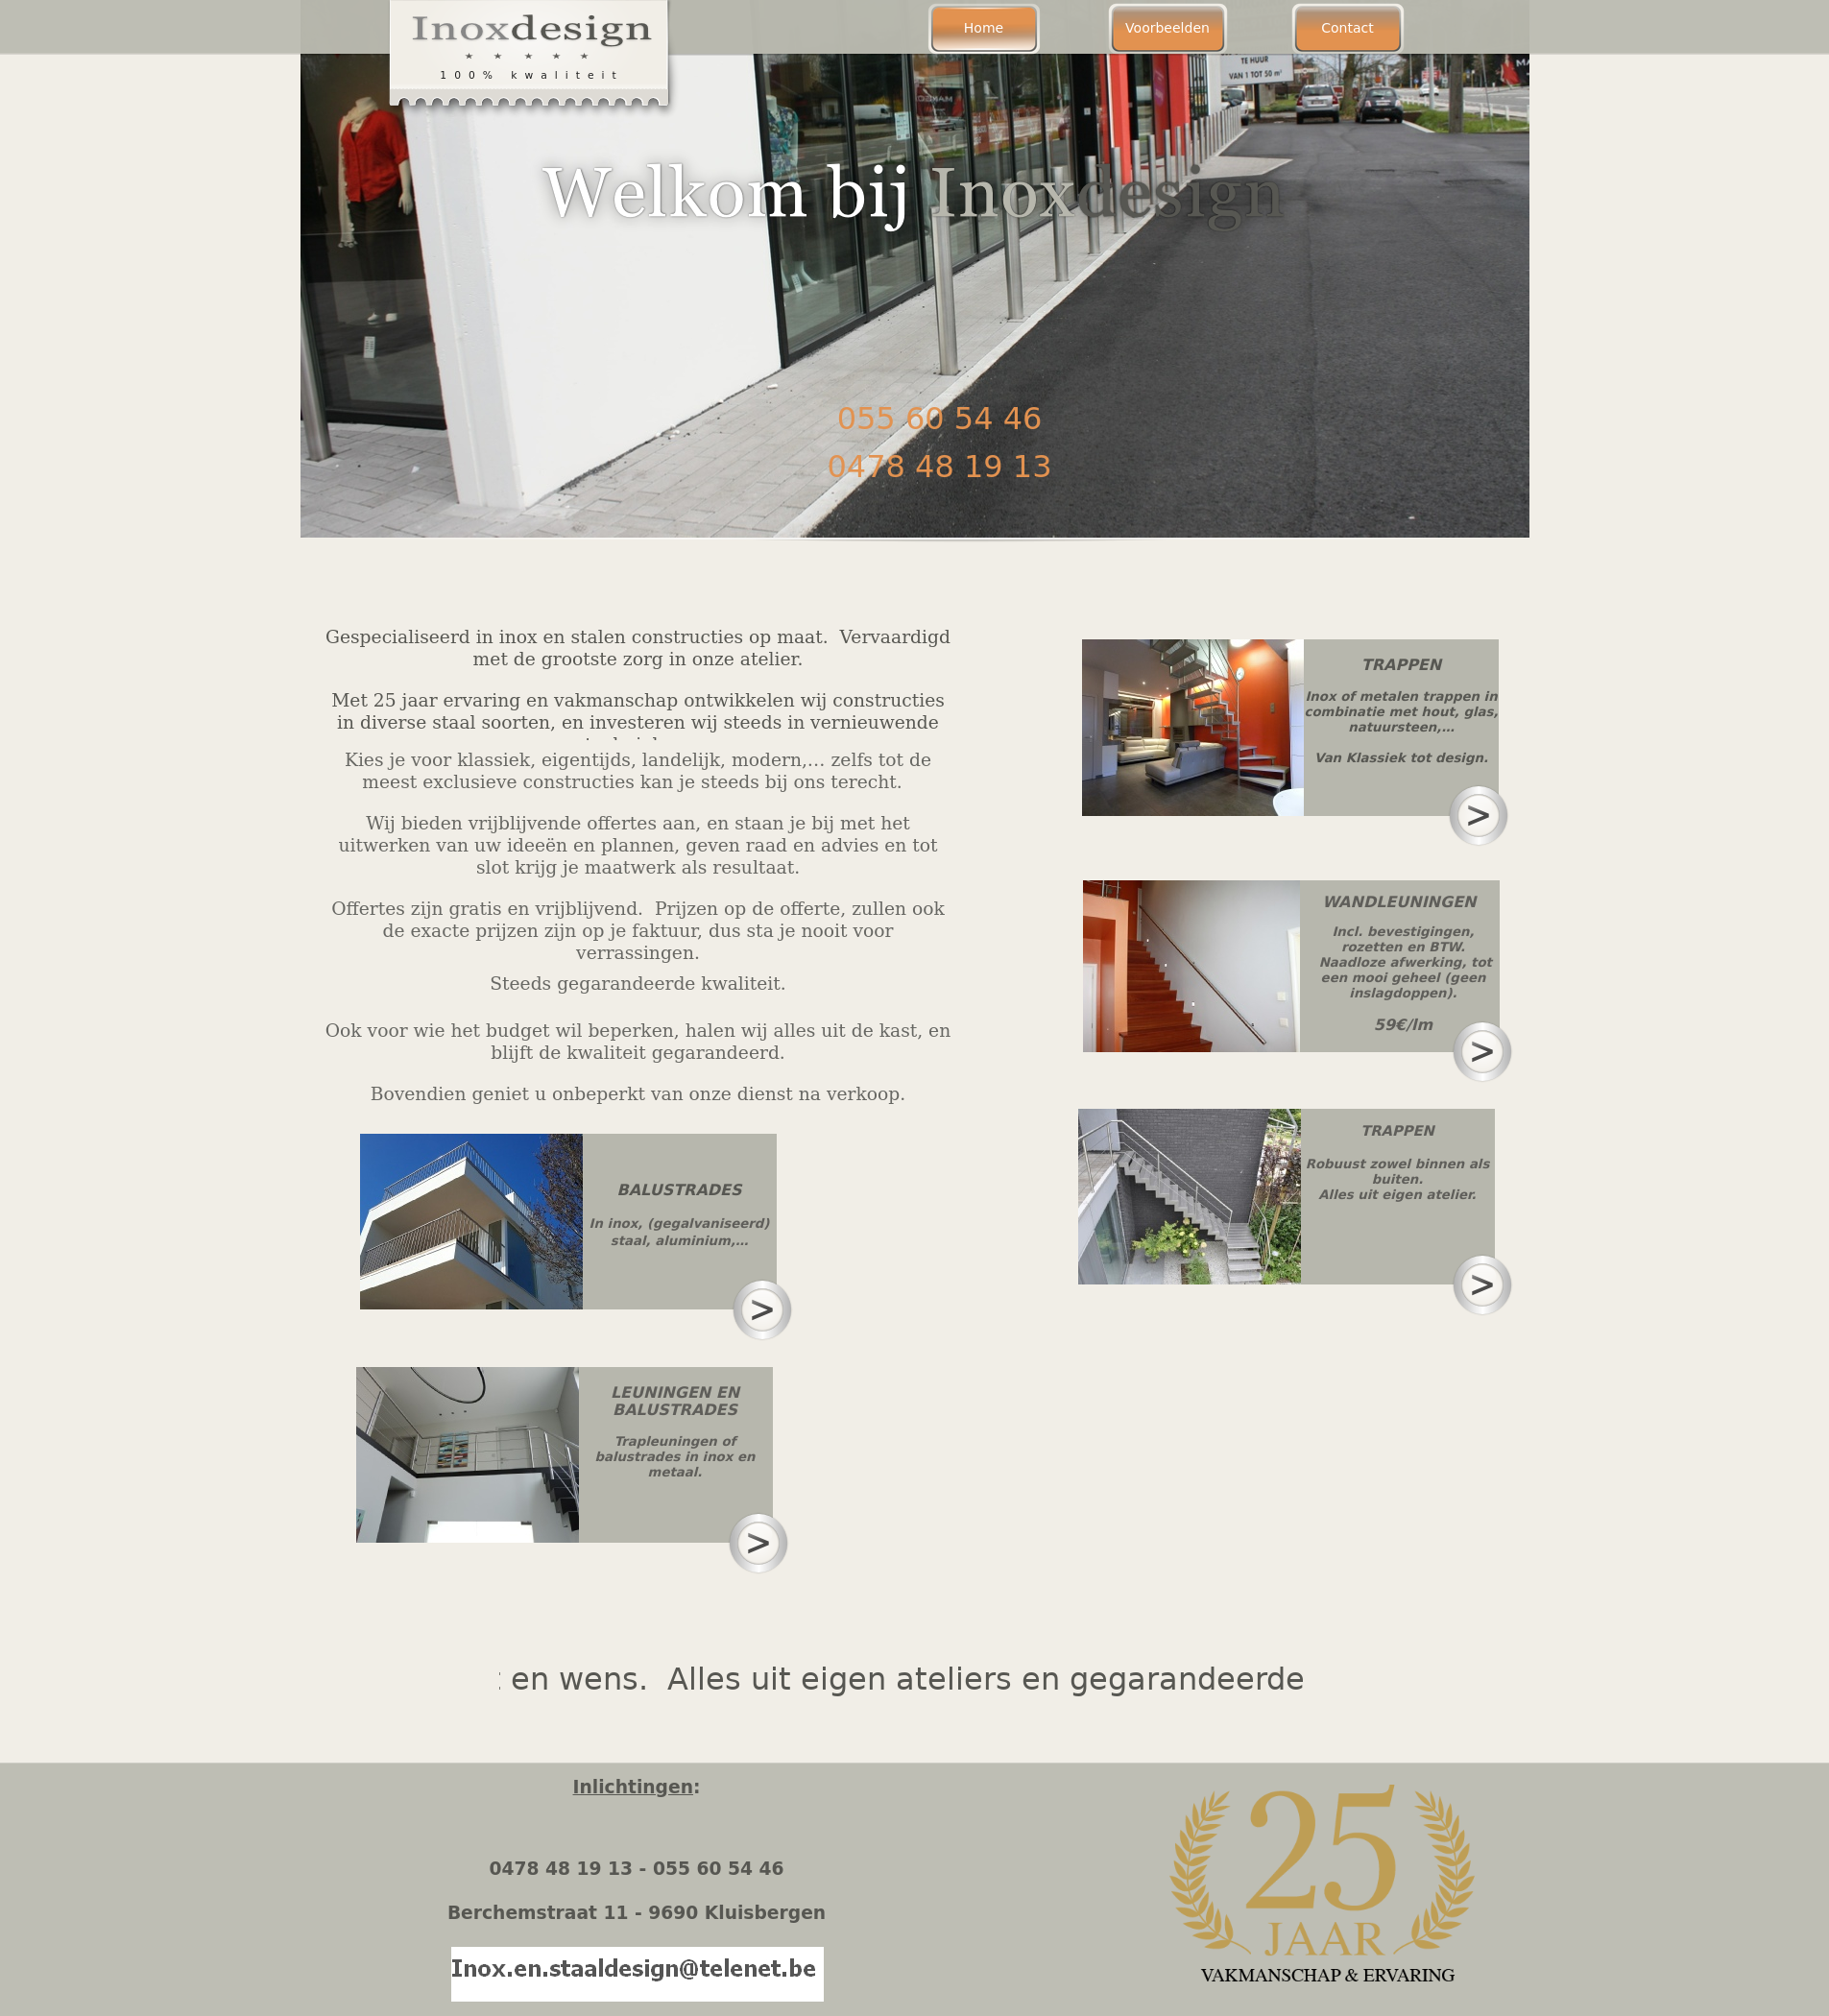 Inoxdesign
★ ★ ★ ★ ★
100% kwaliteit
Home
Voorbeelden
Contact
TE HUUR
VAN 1 TOT 50 m²
Welkom bij Inoxdesign
055 60 54 46
0478 48 19 13
Gespecialiseerd in inox en stalen constructies op maat.  Vervaardigd
met de grootste zorg in onze atelier.
Met 25 jaar ervaring en vakmanschap ontwikkelen wij constructies
in diverse staal soorten, en investeren wij steeds in vernieuwende
Kies je voor klassiek, eigentijds, landelijk, modern,... zelfs tot de
meest exclusieve constructies kan je steeds bij ons terecht.
Wij bieden vrijblijvende offertes aan, en staan je bij met het
uitwerken van uw ideeën en plannen, geven raad en advies en tot
slot krijg je maatwerk als resultaat.
Offertes zijn gratis en vrijblijvend.  Prijzen op de offerte, zullen ook
de exacte prijzen zijn op je faktuur, dus sta je nooit voor
verrassingen.
Steeds gegarandeerde kwaliteit.
Ook voor wie het budget wil beperken, halen wij alles uit de kast, en
blijft de kwaliteit gegarandeerd.
Bovendien geniet u onbeperkt van onze dienst na verkoop.
TRAPPEN
Inox of metalen trappen in
combinatie met hout, glas,
natuursteen,...
Van Klassiek tot design.
>
WANDLEUNINGEN
Incl. bevestigingen,
rozetten en BTW.
Naadloze afwerking, tot
een mooi geheel (geen
inslagdoppen).
59€/lm
>
TRAPPEN
Robuust zowel binnen als
buiten.
Alles uit eigen atelier.
>
BALUSTRADES
In inox, (gegalvaniseerd)
staal, aluminium,...
>
LEUNINGEN EN
BALUSTRADES
Trapleuningen of
balustrades in inox en
metaal.
>
en wens.  Alles uit eigen ateliers en gegarandeerde
Inlichtingen:
0478 48 19 13 - 055 60 54 46
Berchemstraat 11 - 9690 Kluisbergen
Inox.en.staaldesign@telenet.be
25
JAAR
VAKMANSCHAP & ERVARING